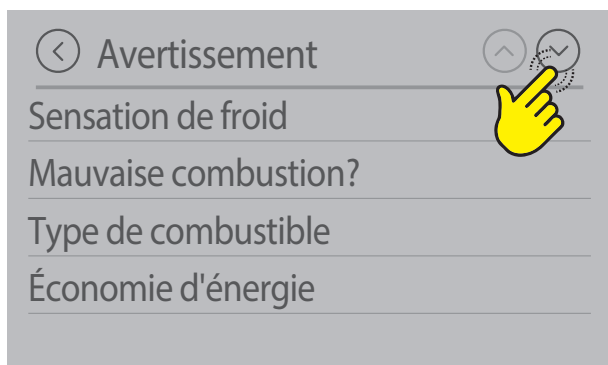 Avertissement
Sensation de froid
Mauvaise combustion?
Type de combustible
Économie d'énergie